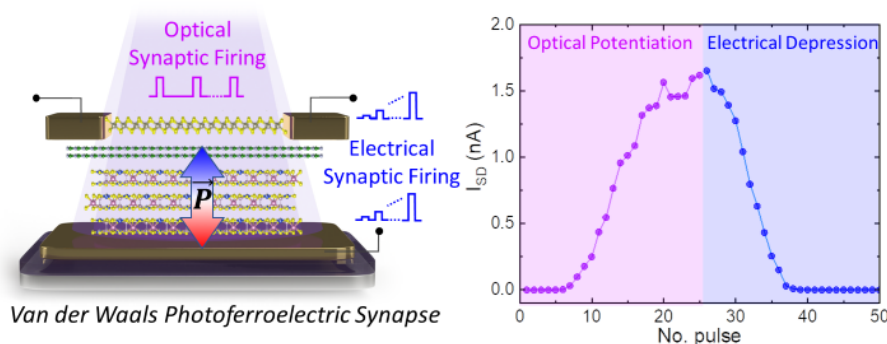 Optical
Synaptic Firing
Electrical
Synaptic Firing
P
Van der Waals Photoferroelectric Synapse
2.0
1.5
1.0
0.5
0.0
I_SD (nA)
Optical Potentiation
Electrical Depression
0
10
20
30
40
50
No. pulse